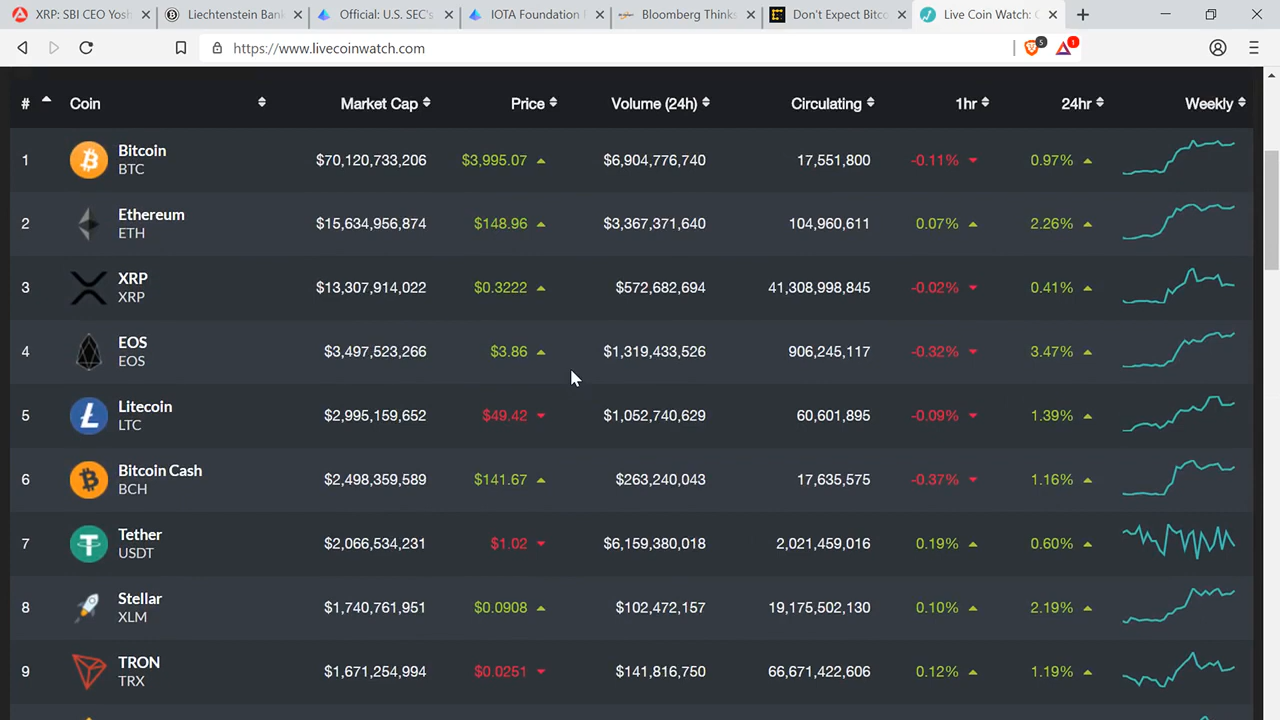 XRP: SBI CEO Yosh
Liechtenstein Bank
Official: U.S. SEC's
IOTA Foundation
Bloomberg Thinks
Don't Expect Bitco
Live Coin Watch: C
https://www.livecoinwatch.com
5
1
# Coin Market Cap Price Volume (24h) Circulating 1hr 24hr Weekly
1 Bitcoin $70,120,733,206 $3,995.07 $6,904,776,740 17,551,800 -0.11% 0.97%
BTC
2 Ethereum $15,634,956,874 $148.96 $3,367,371,640 104,960,611 0.07% 2.26%
ETH
3 XRP $13,307,914,022 $0.3222 $572,682,694 41,308,998,845 -0.02% 0.41%
XRP
4 EOS $3,497,523,266 $3.86 $1,319,433,526 906,245,117 -0.32% 3.47%
EOS
5 Litecoin $2,995,159,652 $49.42 $1,052,740,629 60,601,895 -0.09% 1.39%
LTC
6 Bitcoin Cash $2,498,359,589 $141.67 $263,240,043 17,635,575 -0.37% 1.16%
BCH
7 Tether $2,066,534,231 $1.02 $6,159,380,018 2,021,459,016 0.19% 0.60%
USDT
8 Stellar $1,740,761,951 $0.0908 $102,472,157 19,175,502,130 0.10% 2.19%
XLM
9 TRON $1,671,254,994 $0.0251 $141,816,750 66,671,422,606 0.12% 1.19%
TRX